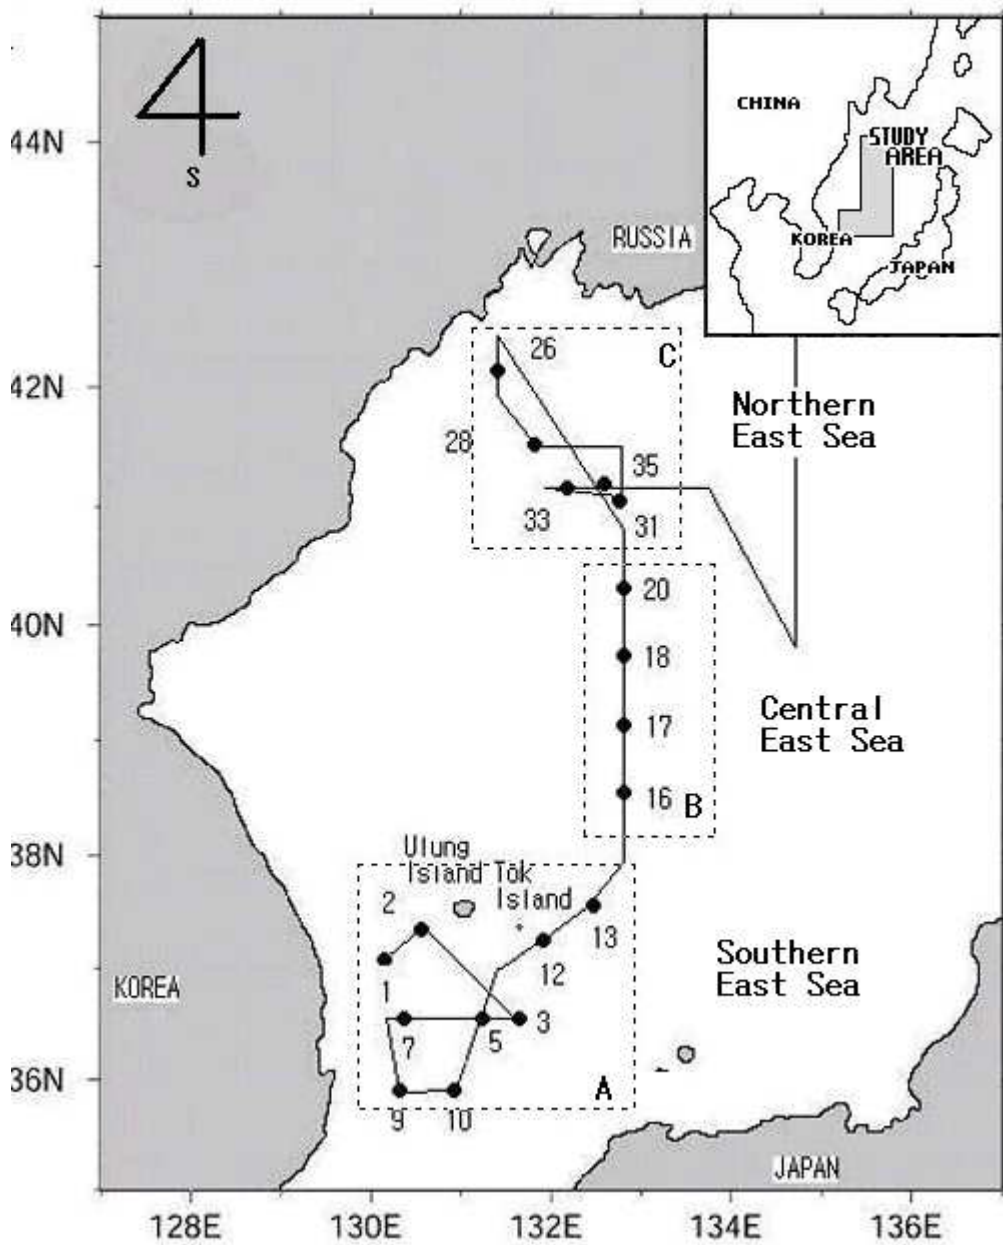 S
CHINA
STUDY
AREA
KOREA
JAPAN
RUSSIA
44N
42N
40N
38N
36N
26
C
28
35
33
31
Northern
East Sea
20
18
17
16
B
Central
East Sea
Ulung
Island
Tok
Island
2
13
12
1
3
5
7
9
10
A
Southern
East Sea
KOREA
JAPAN
128E
130E
132E
134E
136E